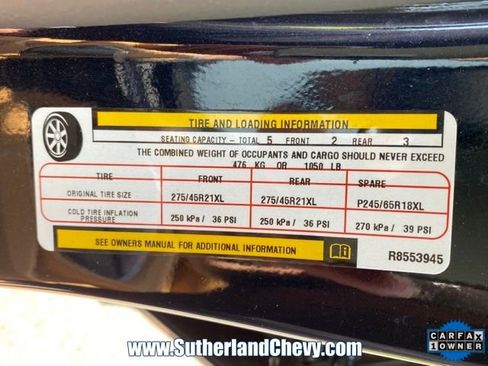 TIRE AND LOADING INFORMATION
SEATING CAPACITY - TOTAL 5 FRONT 2 REAR 3
THE COMBINED WEIGHT OF OCCUPANTS AND CARGO SHOULD NEVER EXCEED
476 KG OR 1050 LB
TIRE FRONT REAR SPARE
ORIGINAL TIRE SIZE 275/45R21XL 275/45R21XL P245/65R18XL
COLD TIRE INFLATION PRESSURE 250 kPa / 36 PSI 250 kPa / 36 PSI 270 kPa / 39 PSI
SEE OWNERS MANUAL FOR ADDITIONAL INFORMATION
R8553945
www.SutherlandChevy.com
CARFAX
1 OWNER